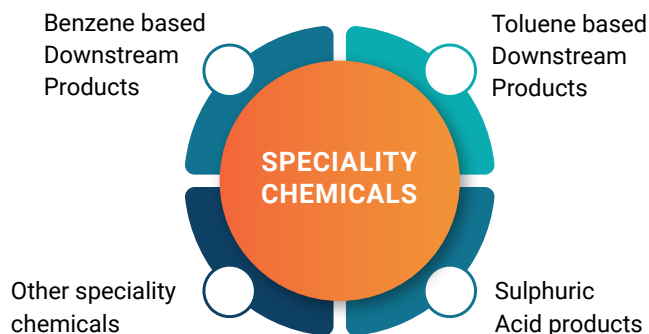 Benzene based
Downstream
Products
Toluene based
Downstream
Products
SPECIALITY
CHEMICALS
Other speciality
chemicals
Sulphuric
Acid products